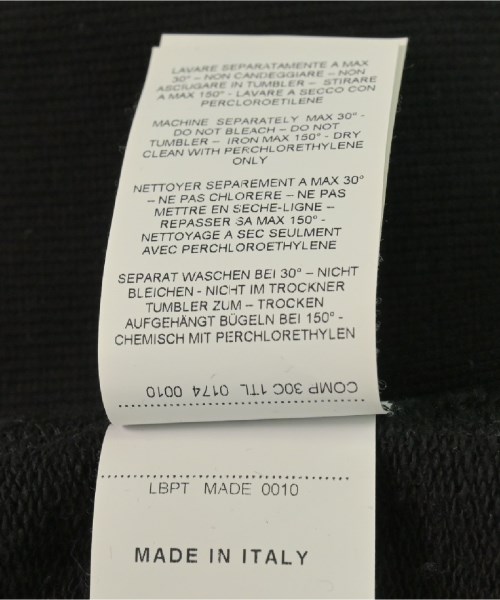 LAVARE SEPARATAMENTE A MAX
30° – NON CANDEGGIARE – NON
ASCIUGARE IN TUMBLER – STIRARE
A MAX 150° - LAVARE A SECCO CON
PERCLOROETILENE
MACHINE SEPARATELY MAX 30° -
DO NOT BLEACH – DO NOT
TUMBLER – IRON MAX 150° - DRY
CLEAN WITH PERCHLORETHYLENE
ONLY
NETTOYER SEPAREMENT A MAX 30°
– NE PAS CHLORERE – NE PAS
METTRE EN SECHE-LIGNE –
REPASSER SA MAX 150° -
NETTOYAGE A SEC SEULMENT
AVEC PERCHLOROETHYLENE
SEPARAT WASCHEN BEI 30° – NICHT
BLEICHEN - NICHT IM TROCKNER
TUMBLER ZUM – TROCKEN
AUFGEHÄNGT BÜGELN BEI 150° -
CHEMISCH MIT PERCHLORETHYLEN
COMP 30C 1TL 0174 0010
LBPT MADE 0010
MADE IN ITALY